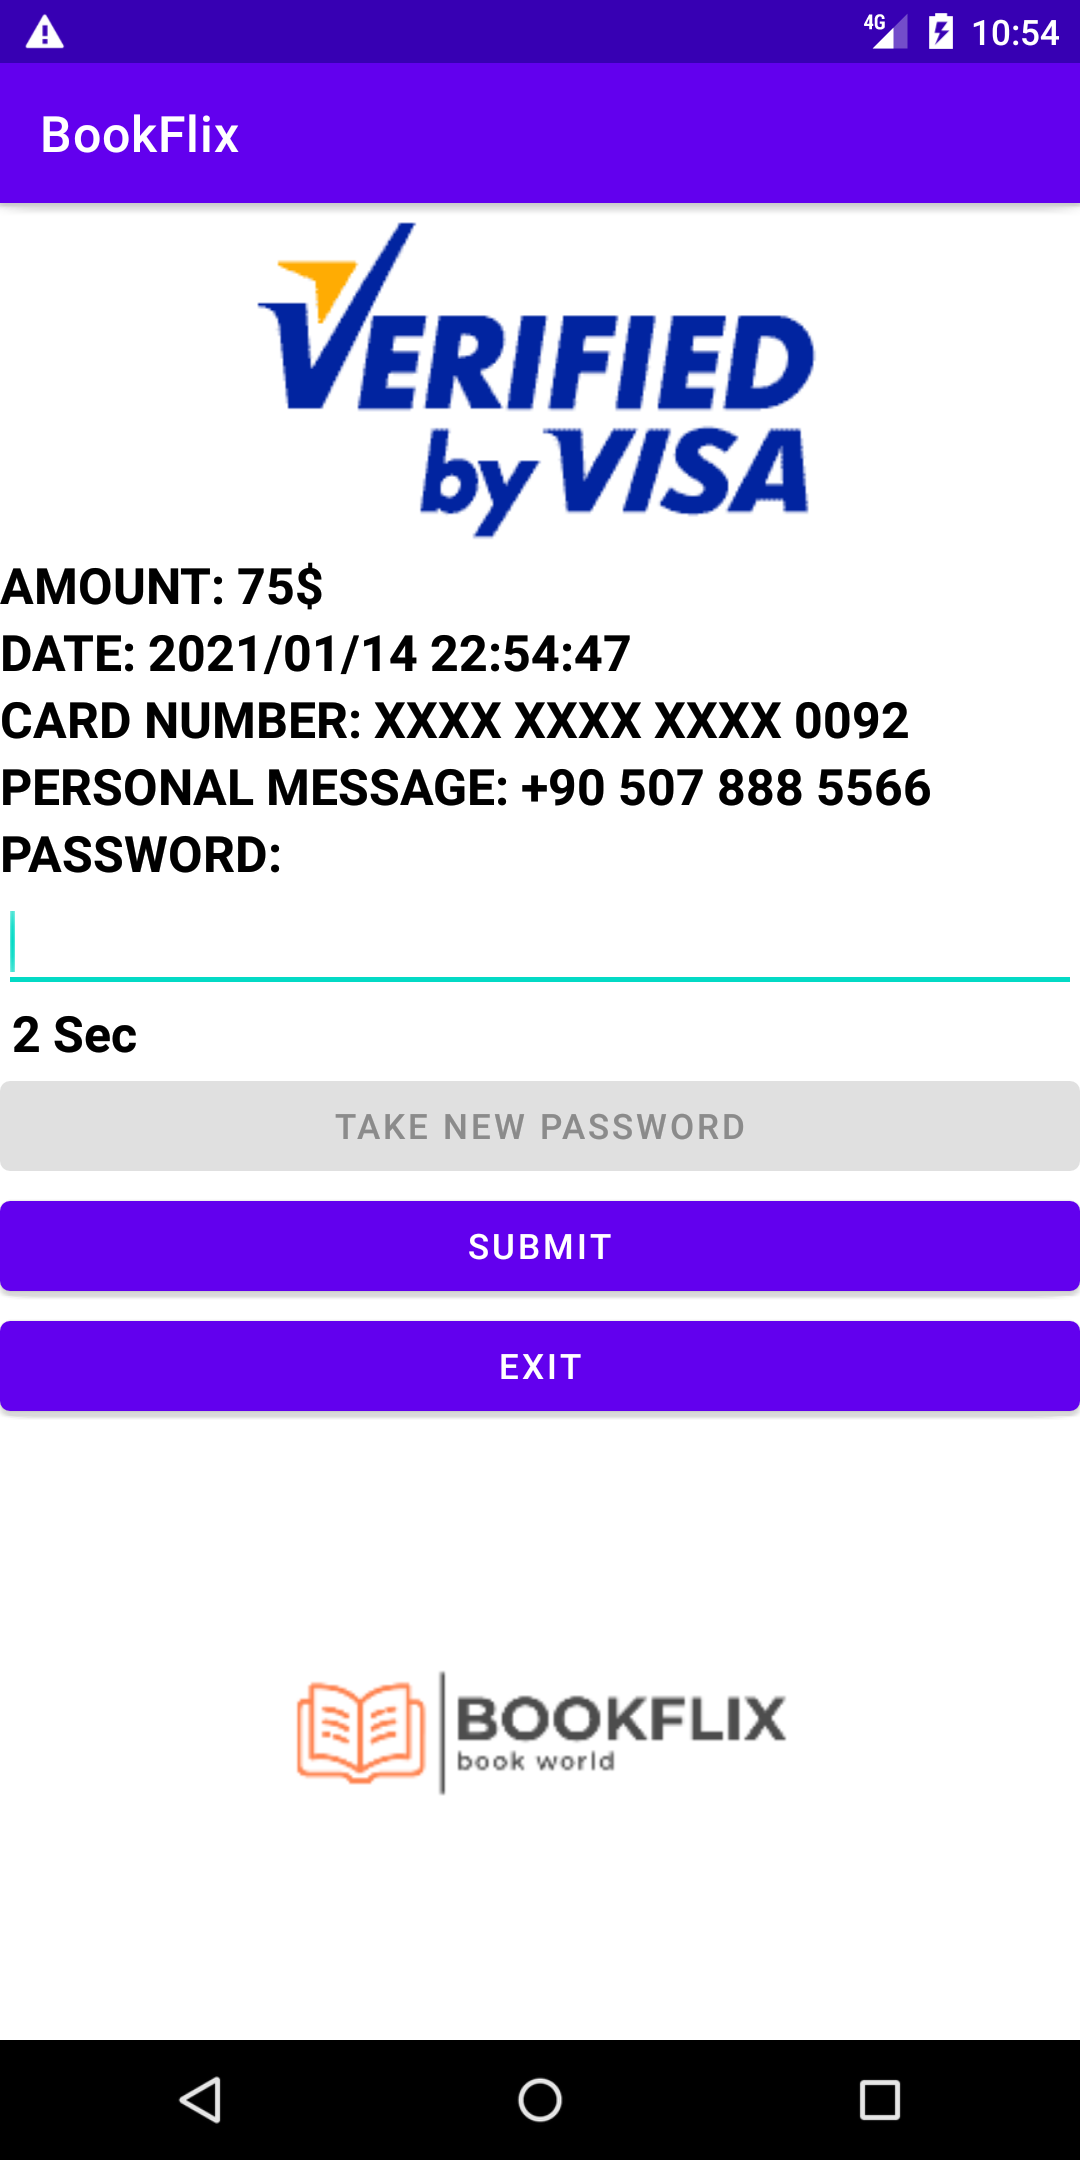 4G 10:54
BookFlix
VERIFIED
by VISA
AMOUNT: 75$
DATE: 2021/01/14 22:54:47
CARD NUMBER: XXXX XXXX XXXX 0092
PERSONAL MESSAGE: +90 507 888 5566
PASSWORD:
2 Sec
TAKE NEW PASSWORD
SUBMIT
EXIT
BOOKFLIX
book world